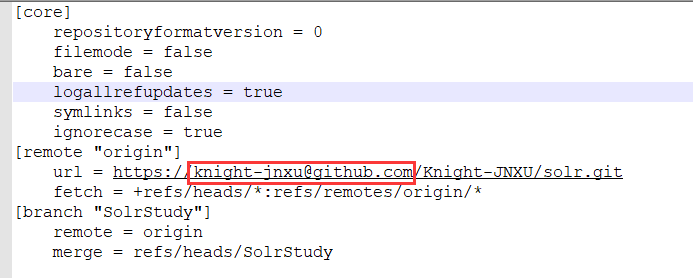 [core]
repositoryformatversion = 0
filemode = false
bare = false
logallrefupdates = true
symlinks = false
ignorecase = true
[remote "origin"]
url = https://knight-jnxu@github.com/Knight-JNXU/solr.git
fetch = +refs/heads/*:refs/remotes/origin/*
[branch "SolrStudy"]
remote = origin
merge = refs/heads/SolrStudy